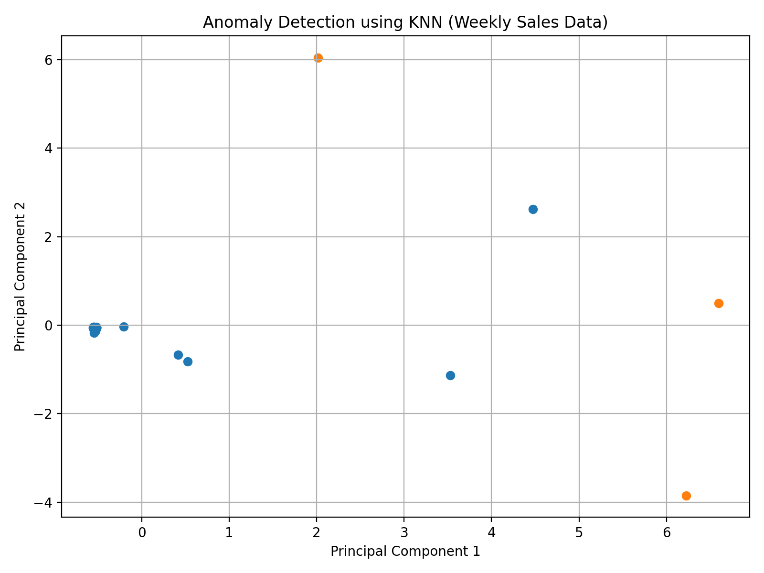 Anomaly Detection using KNN (Weekly Sales Data)
Principal Component 2
6
4
2
0
−2
−4
0 1 2 3 4 5 6
Principal Component 1